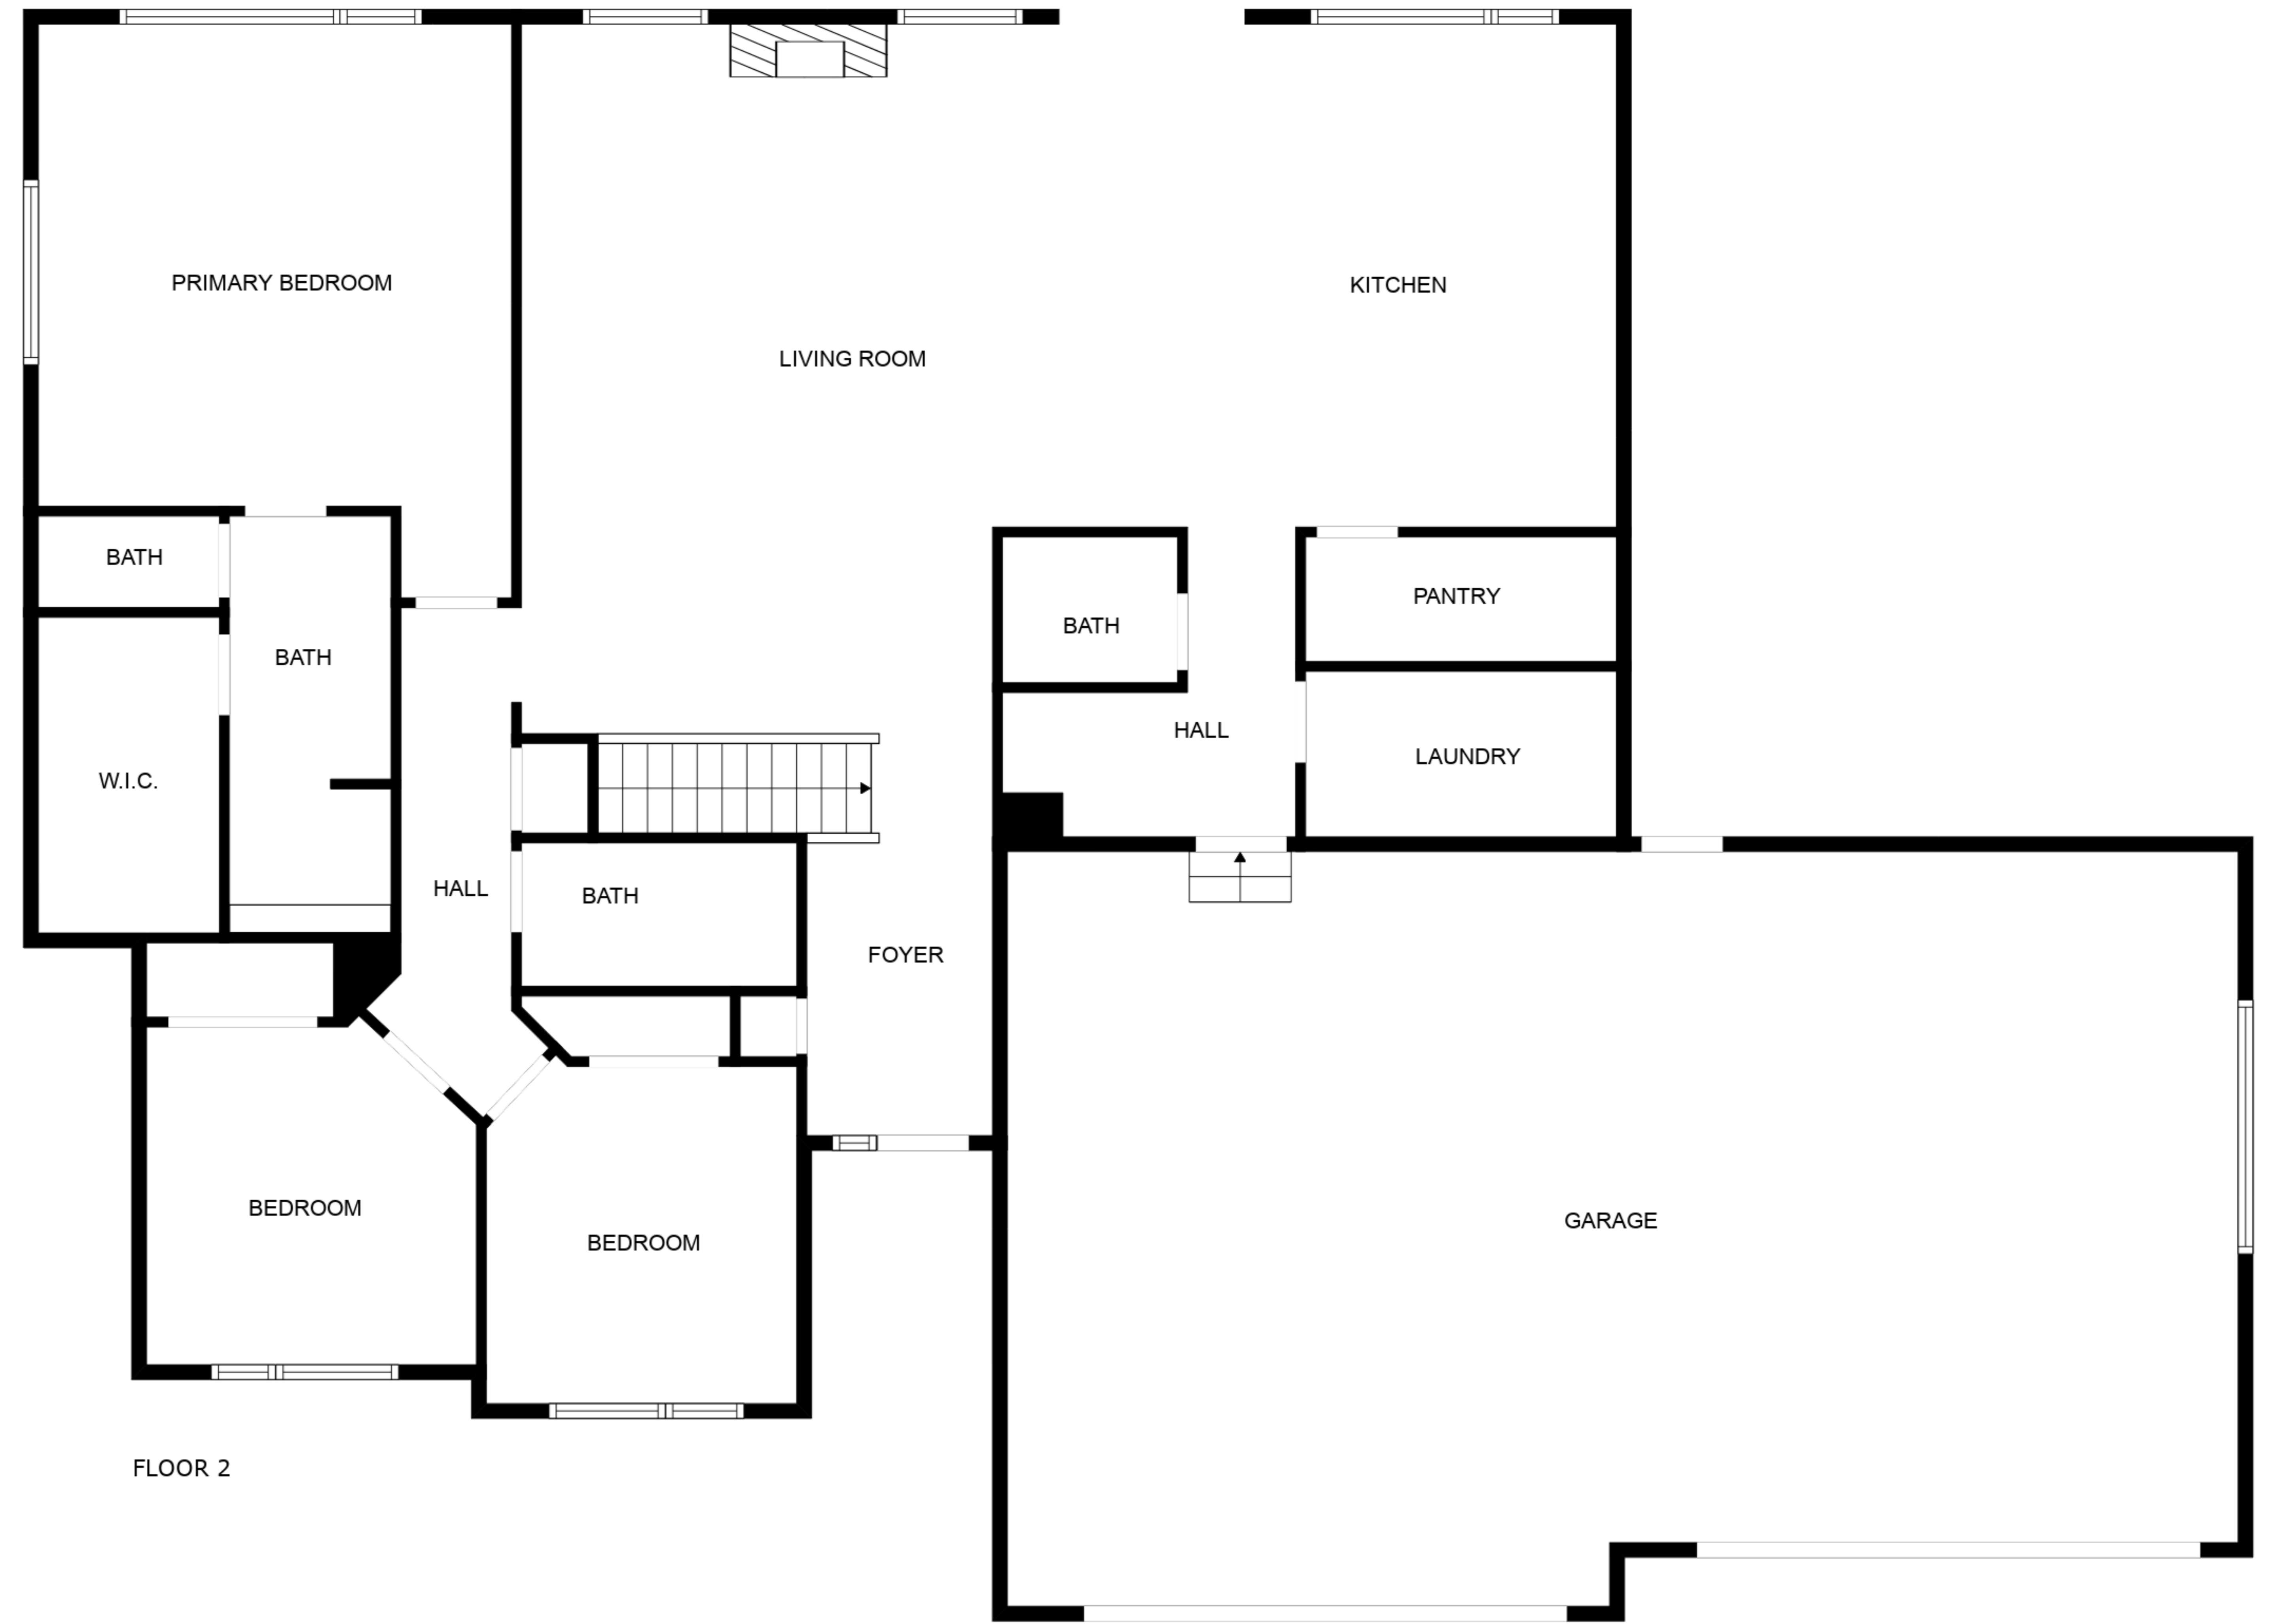 PRIMARY BEDROOM
KITCHEN
LIVING ROOM
BATH
PANTRY
BATH
BATH
HALL
LAUNDRY
W.I.C.
HALL
BATH
FOYER
BEDROOM
GARAGE
BEDROOM
FLOOR 2